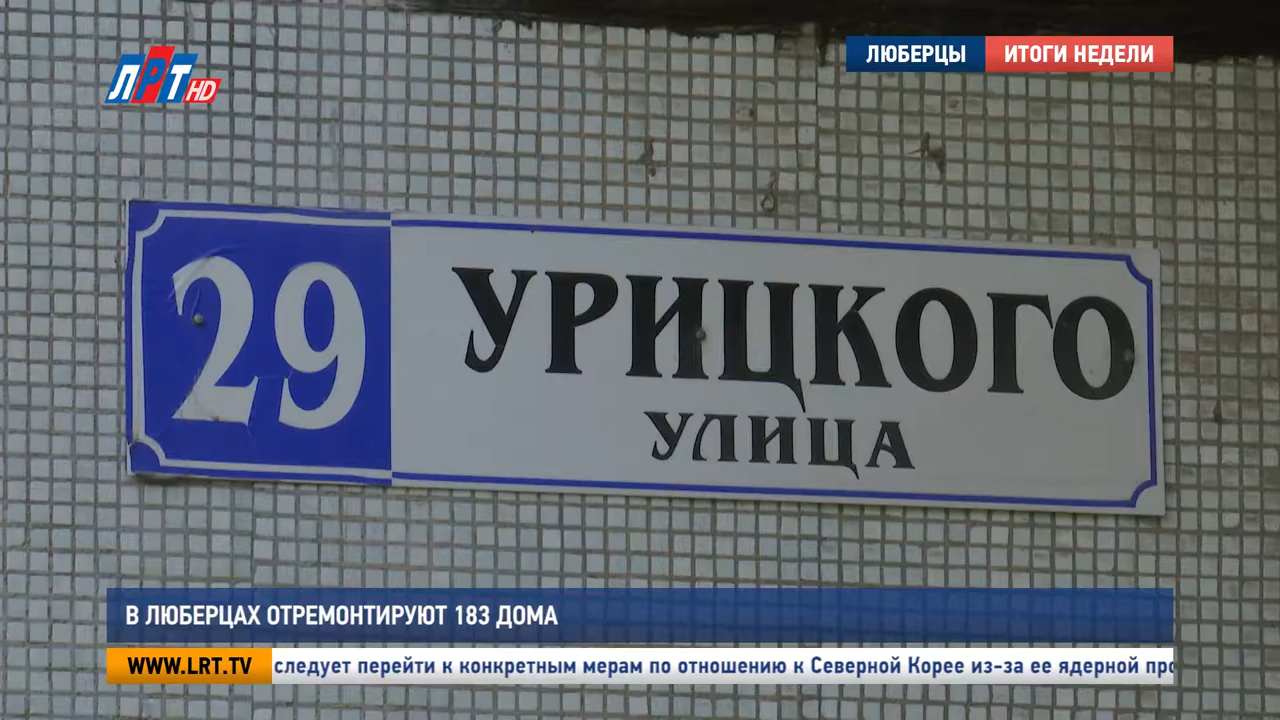 ЛРТ HD
ЛЮБЕРЦЫ ИТОГИ НЕДЕЛИ
29 УРИЦКОГО
УЛИЦА
В ЛЮБЕРЦАХ ОТРЕМОНТИРУЮТ 183 ДОМА
WWW.LRT.TV следует перейти к конкретным мерам по отношению к Северной Корее из-за ее ядерной